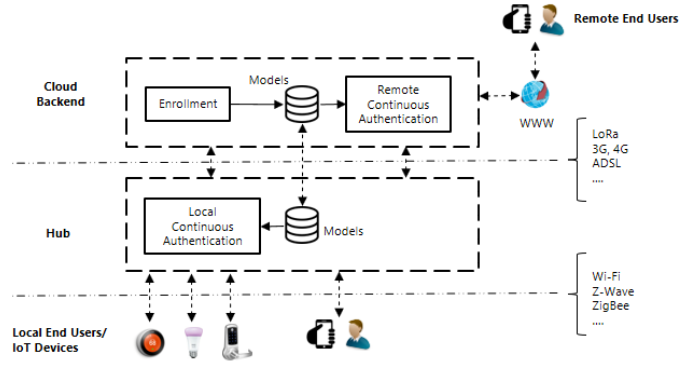 Remote End Users
Cloud
Backend
Models
Enrollment
Remote
Continuous
Authentication
WWW
LoRa
3G, 4G
ADSL
....
Hub
Local
Continuous
Authentication
Models
Wi-Fi
Z-Wave
ZigBee
....
Local End Users/
IoT Devices